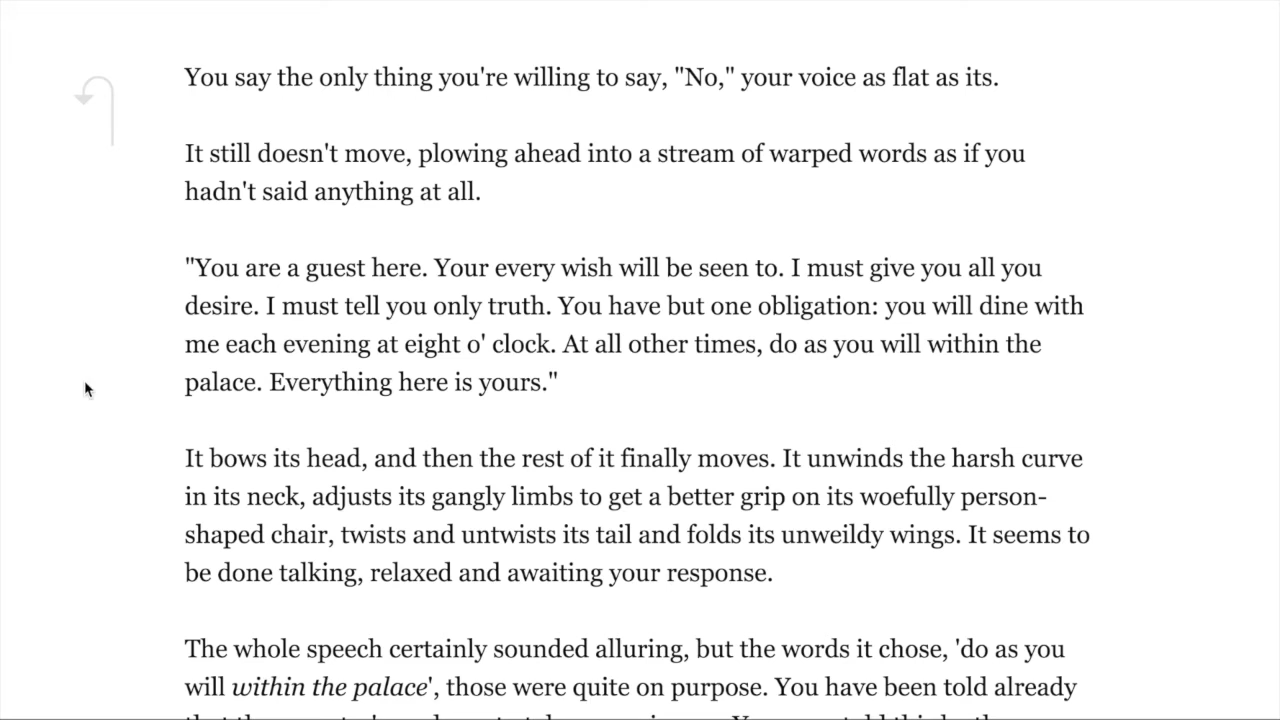 You say the only thing you're willing to say, "No," your voice as flat as its.
It still doesn't move, plowing ahead into a stream of warped words as if you
hadn't said anything at all.
"You are a guest here. Your every wish will be seen to. I must give you all you
desire. I must tell you only truth. You have but one obligation: you will dine with
me each evening at eight o' clock. At all other times, do as you will within the
palace. Everything here is yours."
It bows its head, and then the rest of it finally moves. It unwinds the harsh curve
in its neck, adjusts its gangly limbs to get a better grip on its woefully person-
shaped chair, twists and untwists its tail and folds its unweildy wings. It seems to
be done talking, relaxed and awaiting your response.
The whole speech certainly sounded alluring, but the words it chose, 'do as you
will within the palace', those were quite on purpose. You have been told already